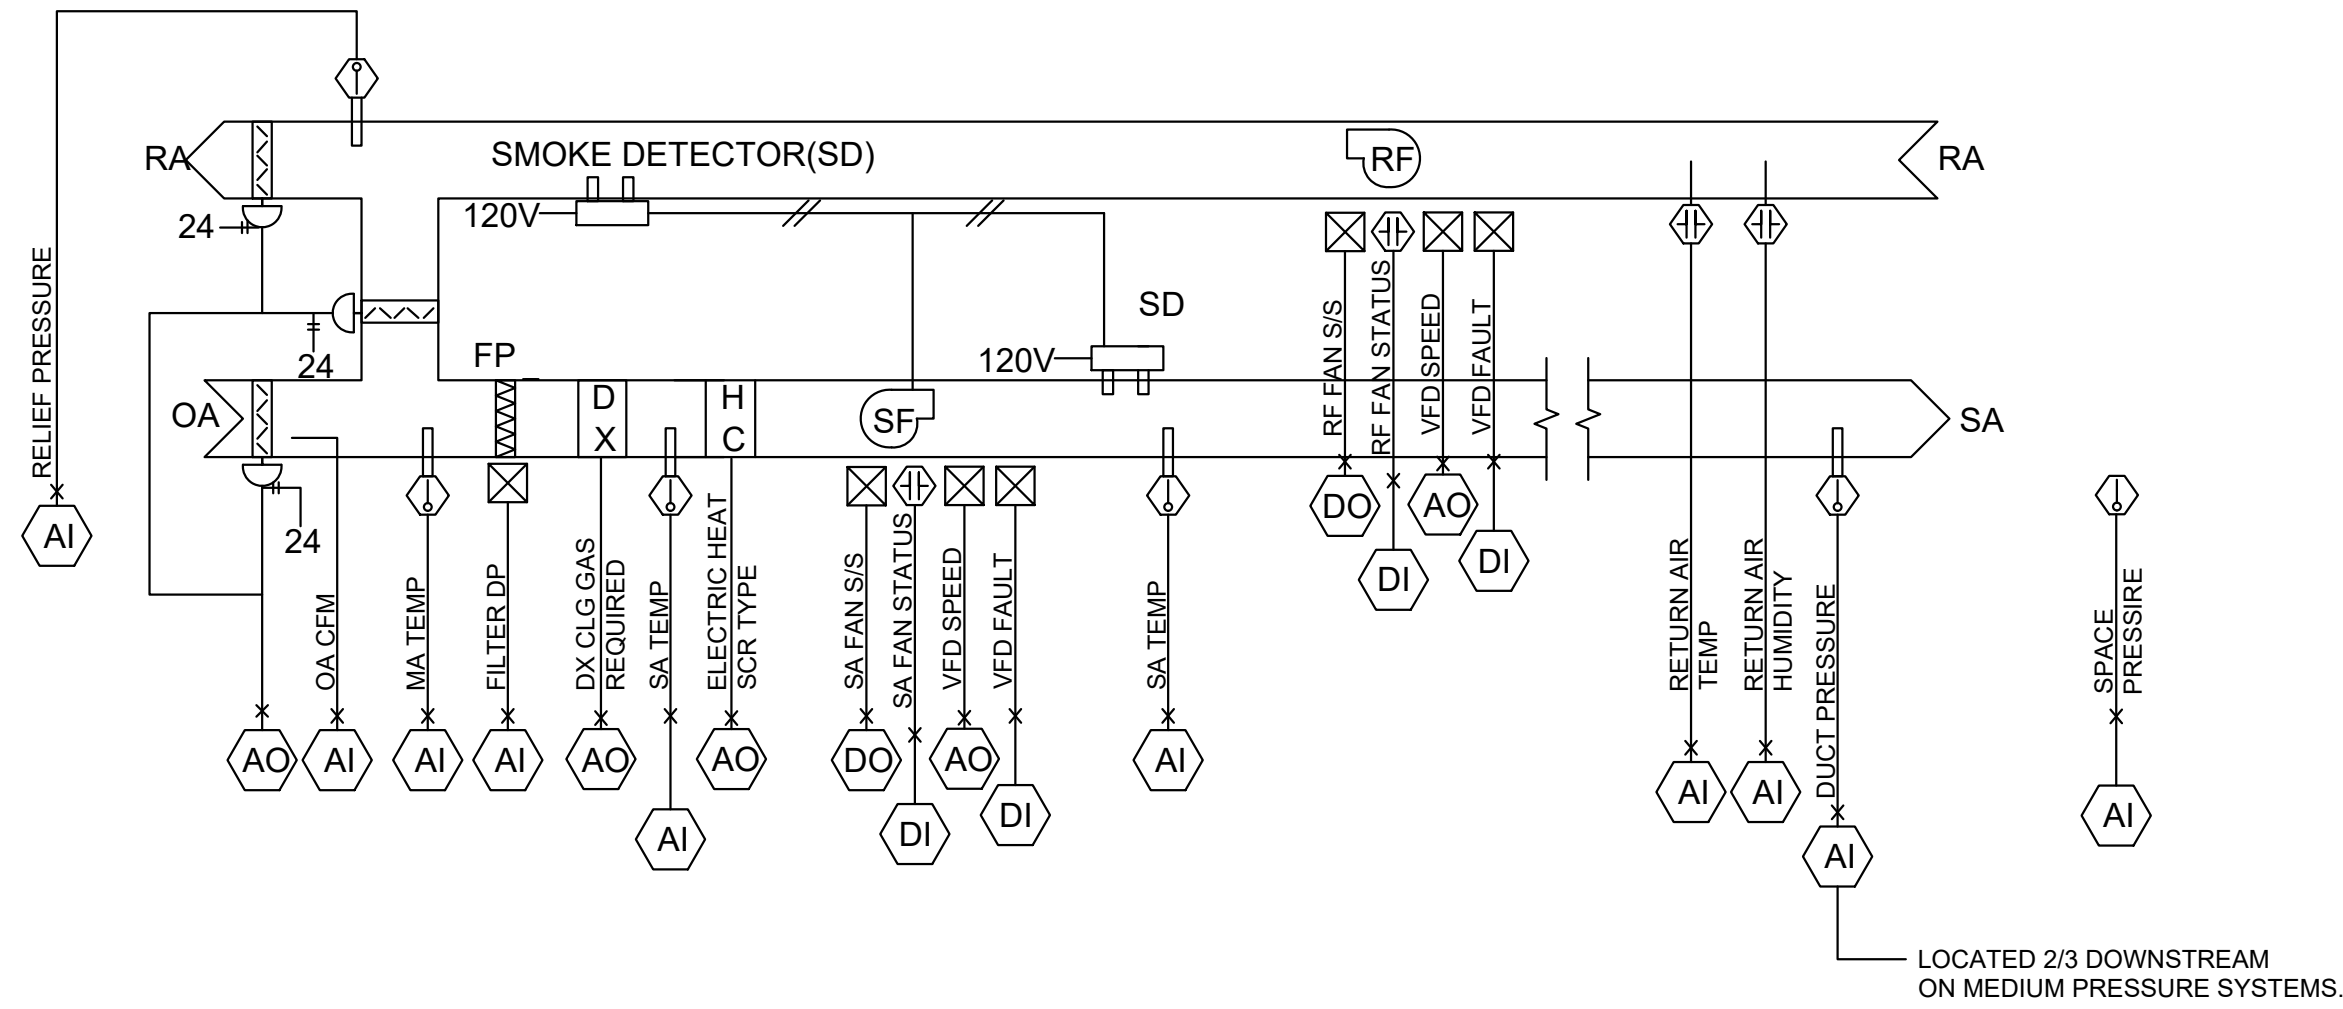 RA
SMOKE DETECTOR(SD)
RF
RA
24
120V
24
FP
120V
SD
RELIEF PRESSURE
AI
OA
D
X
H
C
SF
SA
24
RF FAN S/S
RF FAN STATUS
VFD SPEED
VFD FAULT
DO
DI
AO
DI
OA CFM
MA TEMP
FILTER DP
DX CLG GAS
REQUIRED
SA TEMP
ELECTRIC HEAT
SCR TYPE
SA FAN S/S
SA FAN STATUS
VFD SPEED
VFD FAULT
SA TEMP
RETURN AIR
TEMP
RETURN AIR
HUMIDITY
DUCT PRESSURE
SPACE
PRESSIRE
AO
AI
AI
AI
AO
AI
AO
DO
DI
AO
DI
AI
AI
AI
AI
AI
LOCATED 2/3 DOWNSTREAM
ON MEDIUM PRESSURE SYSTEMS.